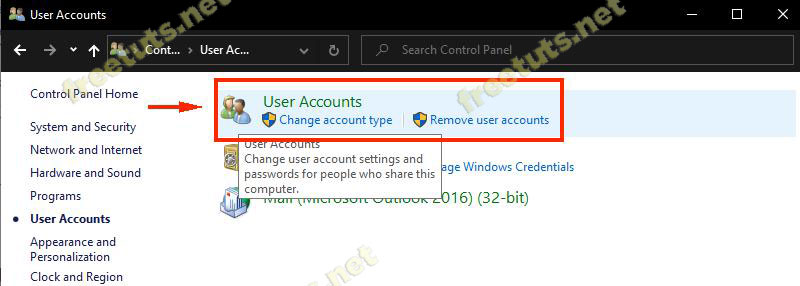 User Accounts
Cont... > User Ac...
Search Control Panel
Control Panel Home
System and Security
Network and Internet
Hardware and Sound
Programs
User Accounts
Appearance and
Personalization
Clock and Region
User Accounts
Change account type
Remove user accounts
User Accounts
Change user account settings and
passwords for people who share this
computer.
Windows Credentials
Mail (Microsoft Outlook 2016) (32-bit)
freetuts.net
freetuts.net
freetuts.net